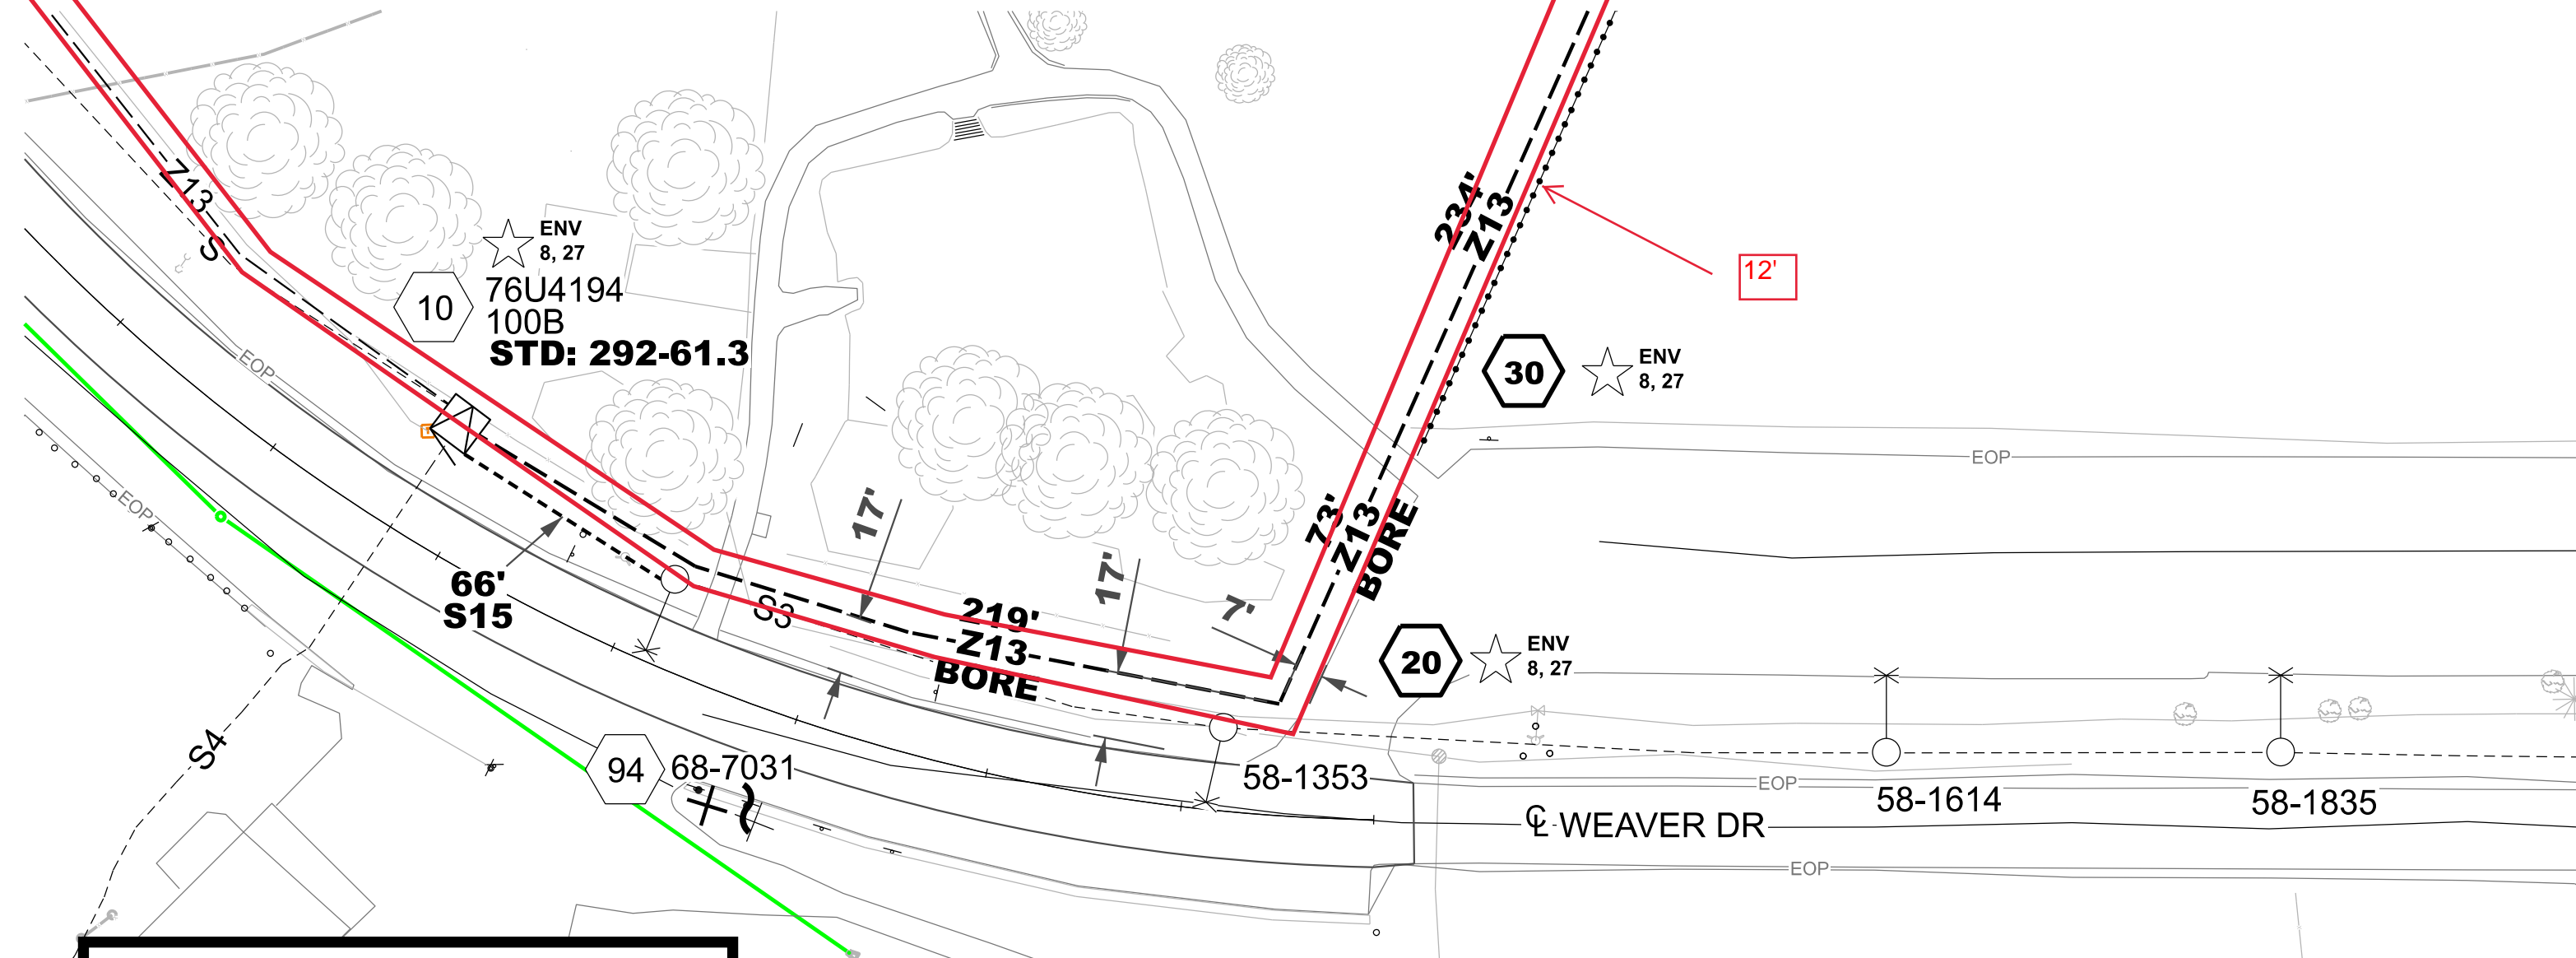 Z13
S
ENV
8, 27
10
76U4194
100B
STD: 292-61.3
EOP
EOP
234'
Z13
12'
30
ENV
8, 27
EOP
17'
17'
7'
73'
Z13
BORE
66'
S15
S3
219'
Z13
BORE
20
ENV
8, 27
S4
94
68-7031
58-1353
EOP
58-1614
58-1835
℄ WEAVER DR
EOP